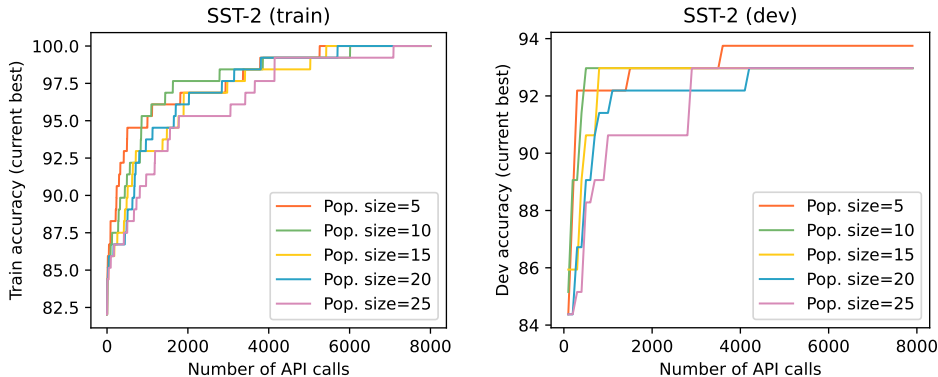 SST-2 (train)
Train accuracy (current best)
100.0
97.5
95.0
92.5
90.0
87.5
85.0
82.5
0
2000
4000
6000
8000
Number of API calls
Pop. size=5
Pop. size=10
Pop. size=15
Pop. size=20
Pop. size=25
SST-2 (dev)
Dev accuracy (current best)
94
92
90
88
86
84
0
2000
4000
6000
8000
Number of API calls
Pop. size=5
Pop. size=10
Pop. size=15
Pop. size=20
Pop. size=25